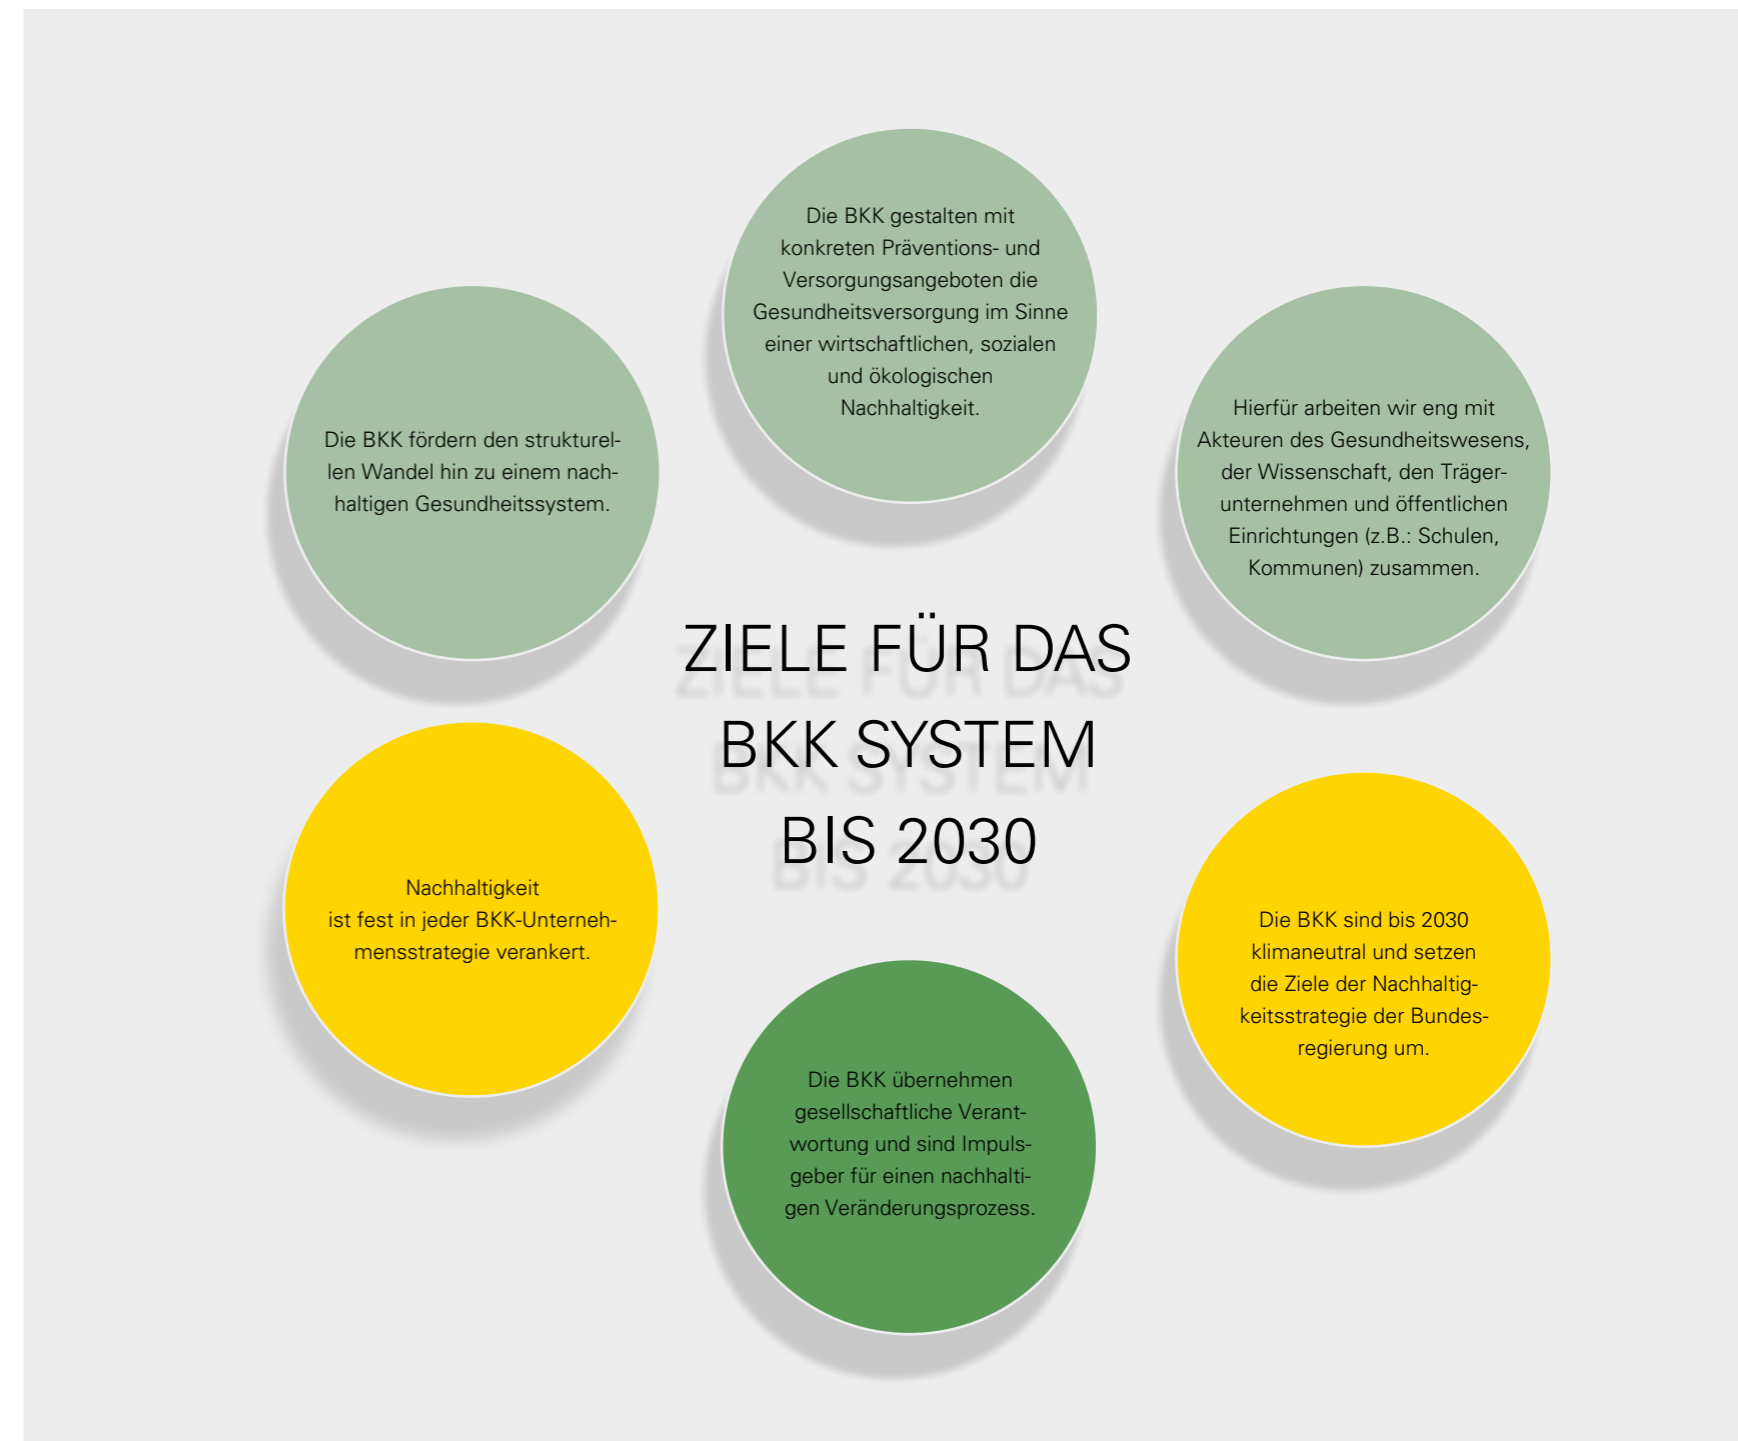 Die BKK gestalten mit
konkreten Präventions- und
Versorgungsangeboten die
Gesundheitsversorgung im Sinne
einer wirtschaftlichen, sozialen
und ökologischen
Nachhaltigkeit.
Die BKK fördern den strukturel-
len Wandel hin zu einem nach-
haltigen Gesundheitssystem.
Hierfür arbeiten wir eng mit
Akteuren des Gesundheitswesens,
der Wissenschaft, den Träger-
unternehmen und öffentlichen
Einrichtungen (z.B.: Schulen,
Kommunen) zusammen.
ZIELE FÜR DAS
BKK SYSTEM
BIS 2030
Nachhaltigkeit
ist fest in jeder BKK-Unterneh-
mensstrategie verankert.
Die BKK sind bis 2030
klimaneutral und setzen
die Ziele der Nachhaltig-
keitsstrategie der Bundes-
regierung um.
Die BKK übernehmen
gesellschaftliche Verant-
wortung und sind Impuls-
geber für einen nachhalti-
gen Veränderungsprozess.